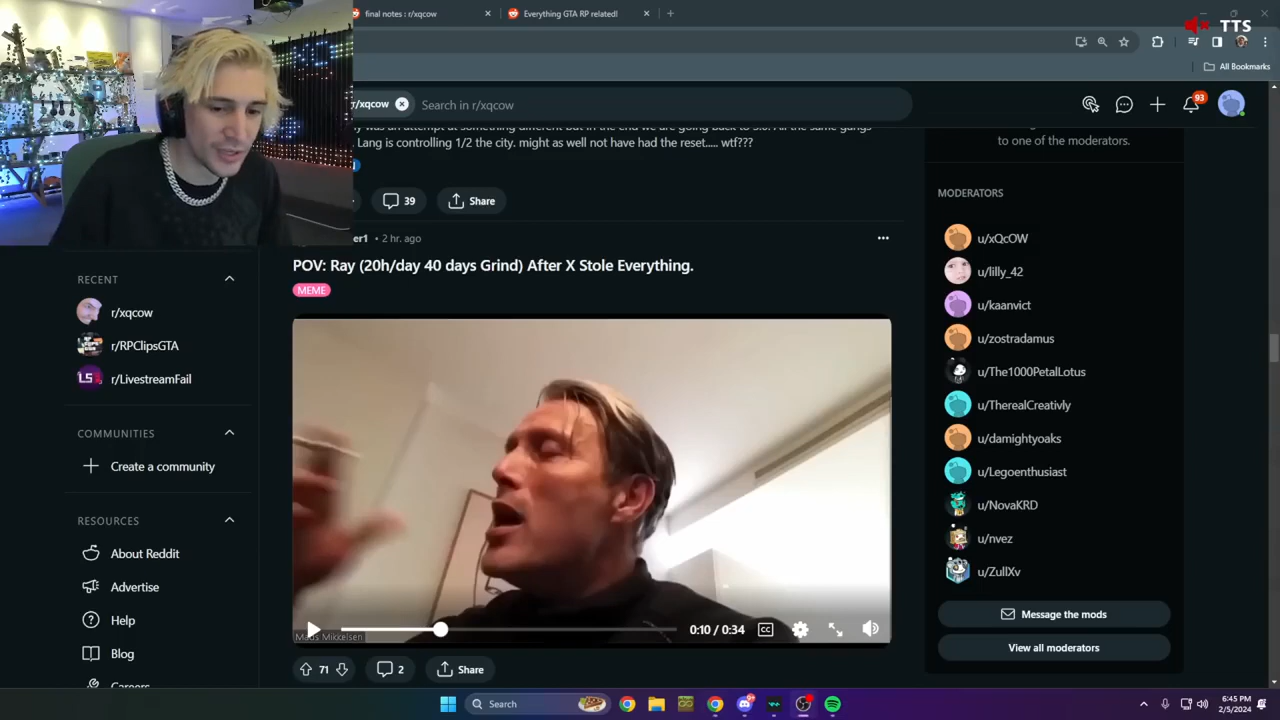 final notes : r/xqcow
Everything GTA RP related!
TTS
All Bookmarks
r/xqcow
Search in r/xqcow
93
Lang is controlling 1/2 the city. might as well not have had the reset..... wtf???
to one of the moderators.
39
Share
er1 • 2 hr. ago
POV: Ray (20h/day 40 days Grind) After X Stole Everything.
MEME
RECENT
r/xqcow
r/RPClipsGTA
r/LivestreamFail
COMMUNITIES
Create a community
RESOURCES
About Reddit
Advertise
Help
Blog
Careers
Mads Mikkelsen
0:10 / 0:34
CC
71
2
Share
MODERATORS
u/xQcOW
u/lilly_42
u/kaanvict
u/zostradamus
u/The1000PetalLotus
u/TherealCreativly
u/damightyoaks
u/Legoenthusiast
u/NovaKRD
u/nvez
u/ZullXv
Message the mods
View all moderators
Search
6:45 PM
2/5/2024